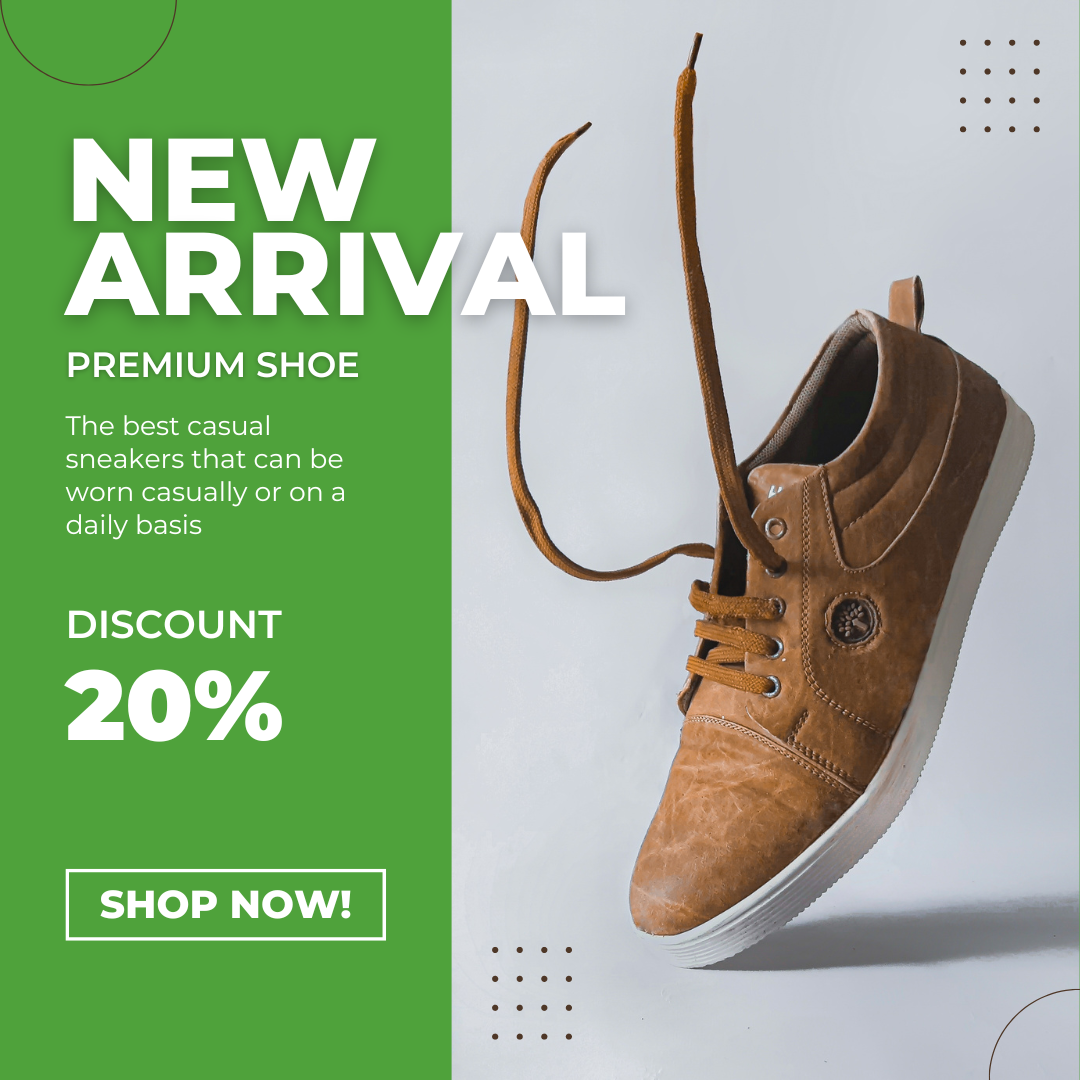 NEW
ARRIVAL
PREMIUM SHOE
The best casual
sneakers that can be
worn casually or on a
daily basis
DISCOUNT
20%
SHOP NOW!